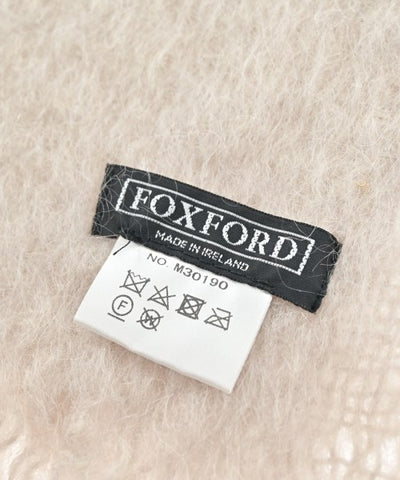 FOXFORD
MADE IN IRELAND
NO. M30190
F W